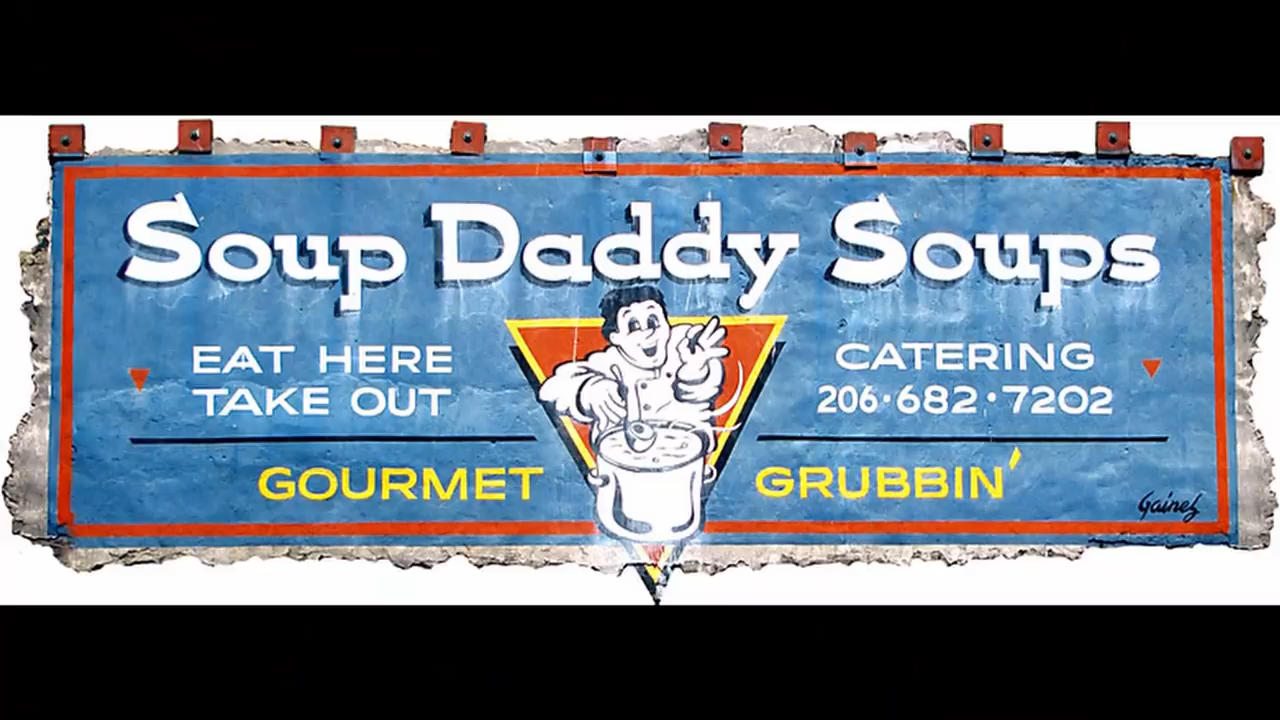 Soup Daddy Soups
EAT HERE
TAKE OUT
CATERING
206·682·7202
GOURMET GRUBBIN'
Gainez